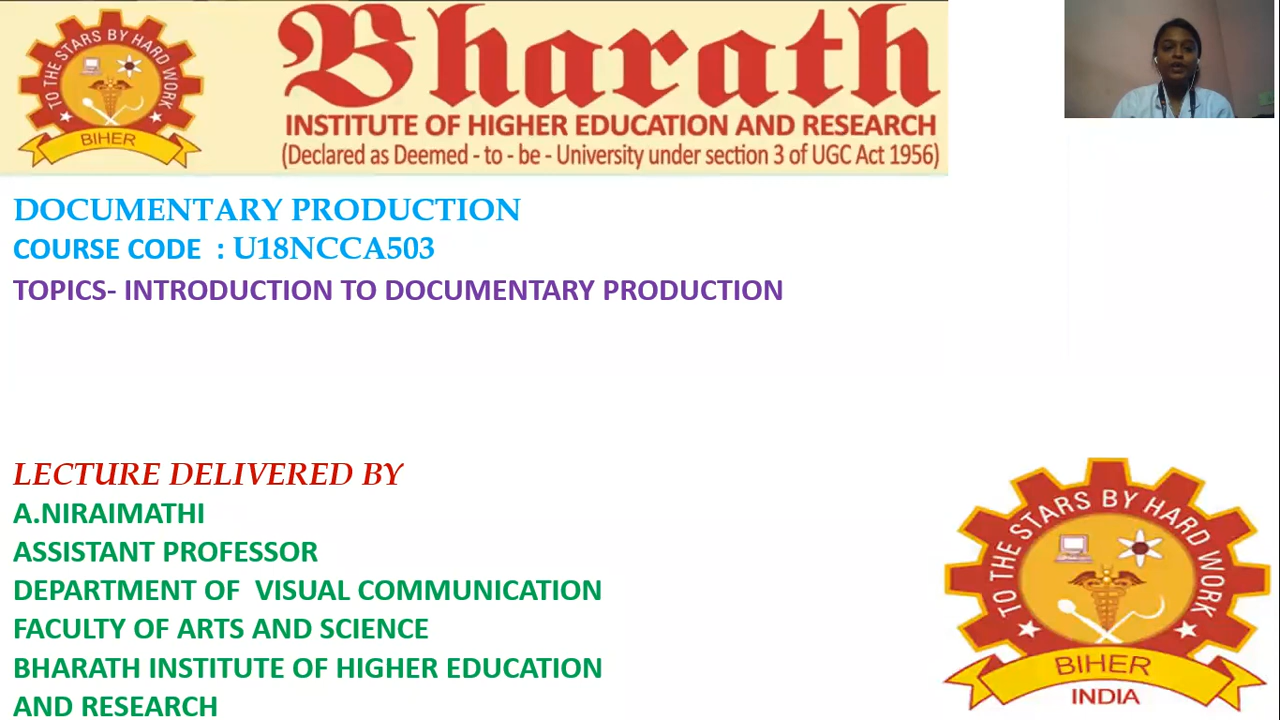 TO THE STARS BY HARD WORK
BIHER
Bharath
INSTITUTE OF HIGHER EDUCATION AND RESEARCH
(Declared as Deemed - to - be - University under section 3 of UGC Act 1956)
DOCUMENTARY PRODUCTION
COURSE CODE : U18NCCA503
TOPICS- INTRODUCTION TO DOCUMENTARY PRODUCTION
LECTURE DELIVERED BY
A.NIRAIMATHI
ASSISTANT PROFESSOR
DEPARTMENT OF VISUAL COMMUNICATION
FACULTY OF ARTS AND SCIENCE
BHARATH INSTITUTE OF HIGHER EDUCATION
AND RESEARCH
TO THE STARS BY HARD WORK
BIHER
INDIA